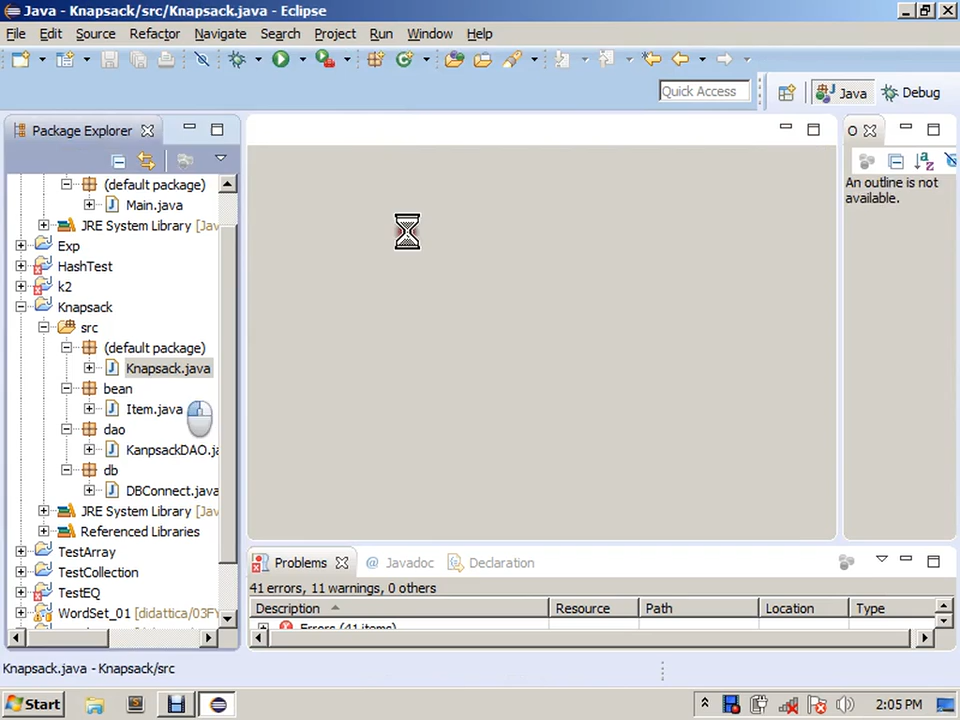 Java - Knapsack/src/Knapsack.java - Eclipse
File Edit Source Refactor Navigate Search Project Run Window Help
Quick Access
Java
Debug
Package Explorer
(default package)
Main.java
JRE System Library [Jav
Exp
HashTest
k2
Knapsack
src
(default package)
Knapsack.java
bean
Item.java
dao
KanpsackDAO.ja
db
DBConnect.java
JRE System Library [Jav
Referenced Libraries
TestArray
TestCollection
TestEQ
WordSet_01 [didattica/03FY
O
An outline is not
available.
Problems
@ Javadoc
Declaration
41 errors, 11 warnings, 0 others
Description Resource Path Location Type
Errors (41 items)
Knapsack.java - Knapsack/src
Start
2:05 PM